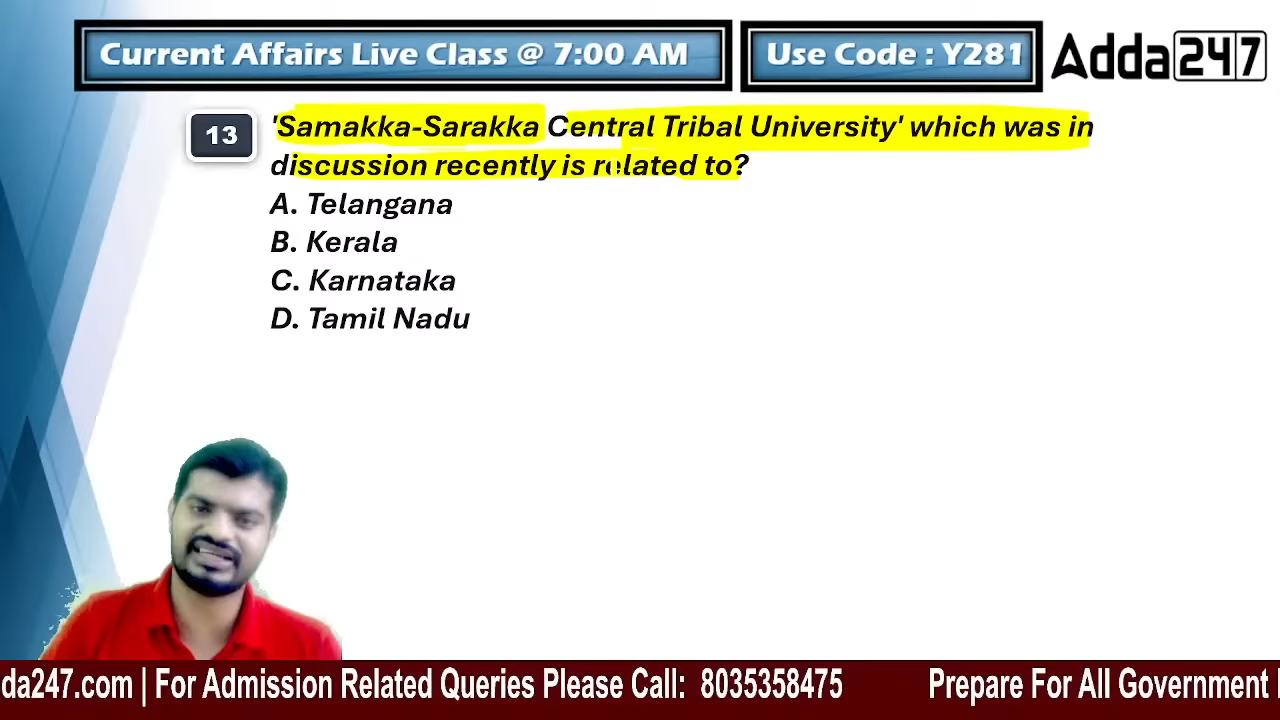 Current Affairs Live Class @ 7:00 AM
Use Code : Y281
Adda247
13
'Samakka-Sarakka Central Tribal University' which was in
discussion recently is related to?
A. Telangana
B. Kerala
C. Karnataka
D. Tamil Nadu
da247.com | For Admission Related Queries Please Call: 8035358475 Prepare For All Government